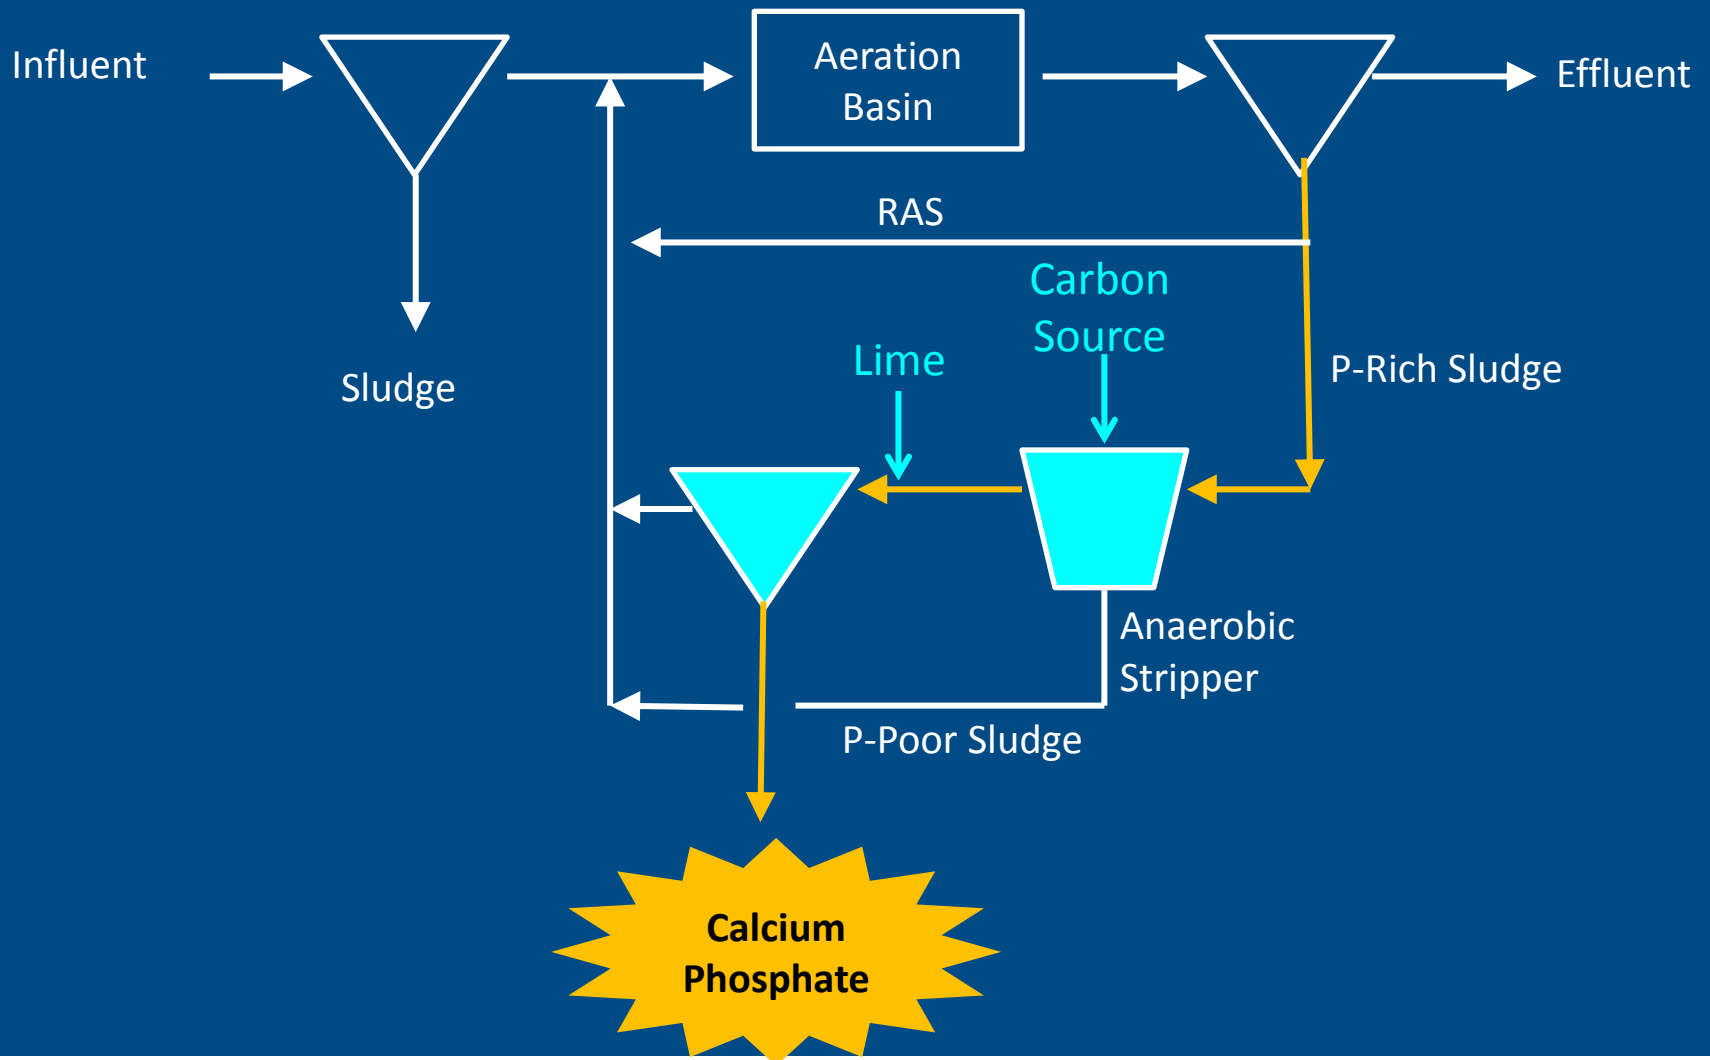 Influent
Aeration
Basin
Effluent
RAS
Carbon
Source
Lime
P-Rich Sludge
Sludge
Anaerobic
Stripper
P-Poor Sludge
Calcium
Phosphate